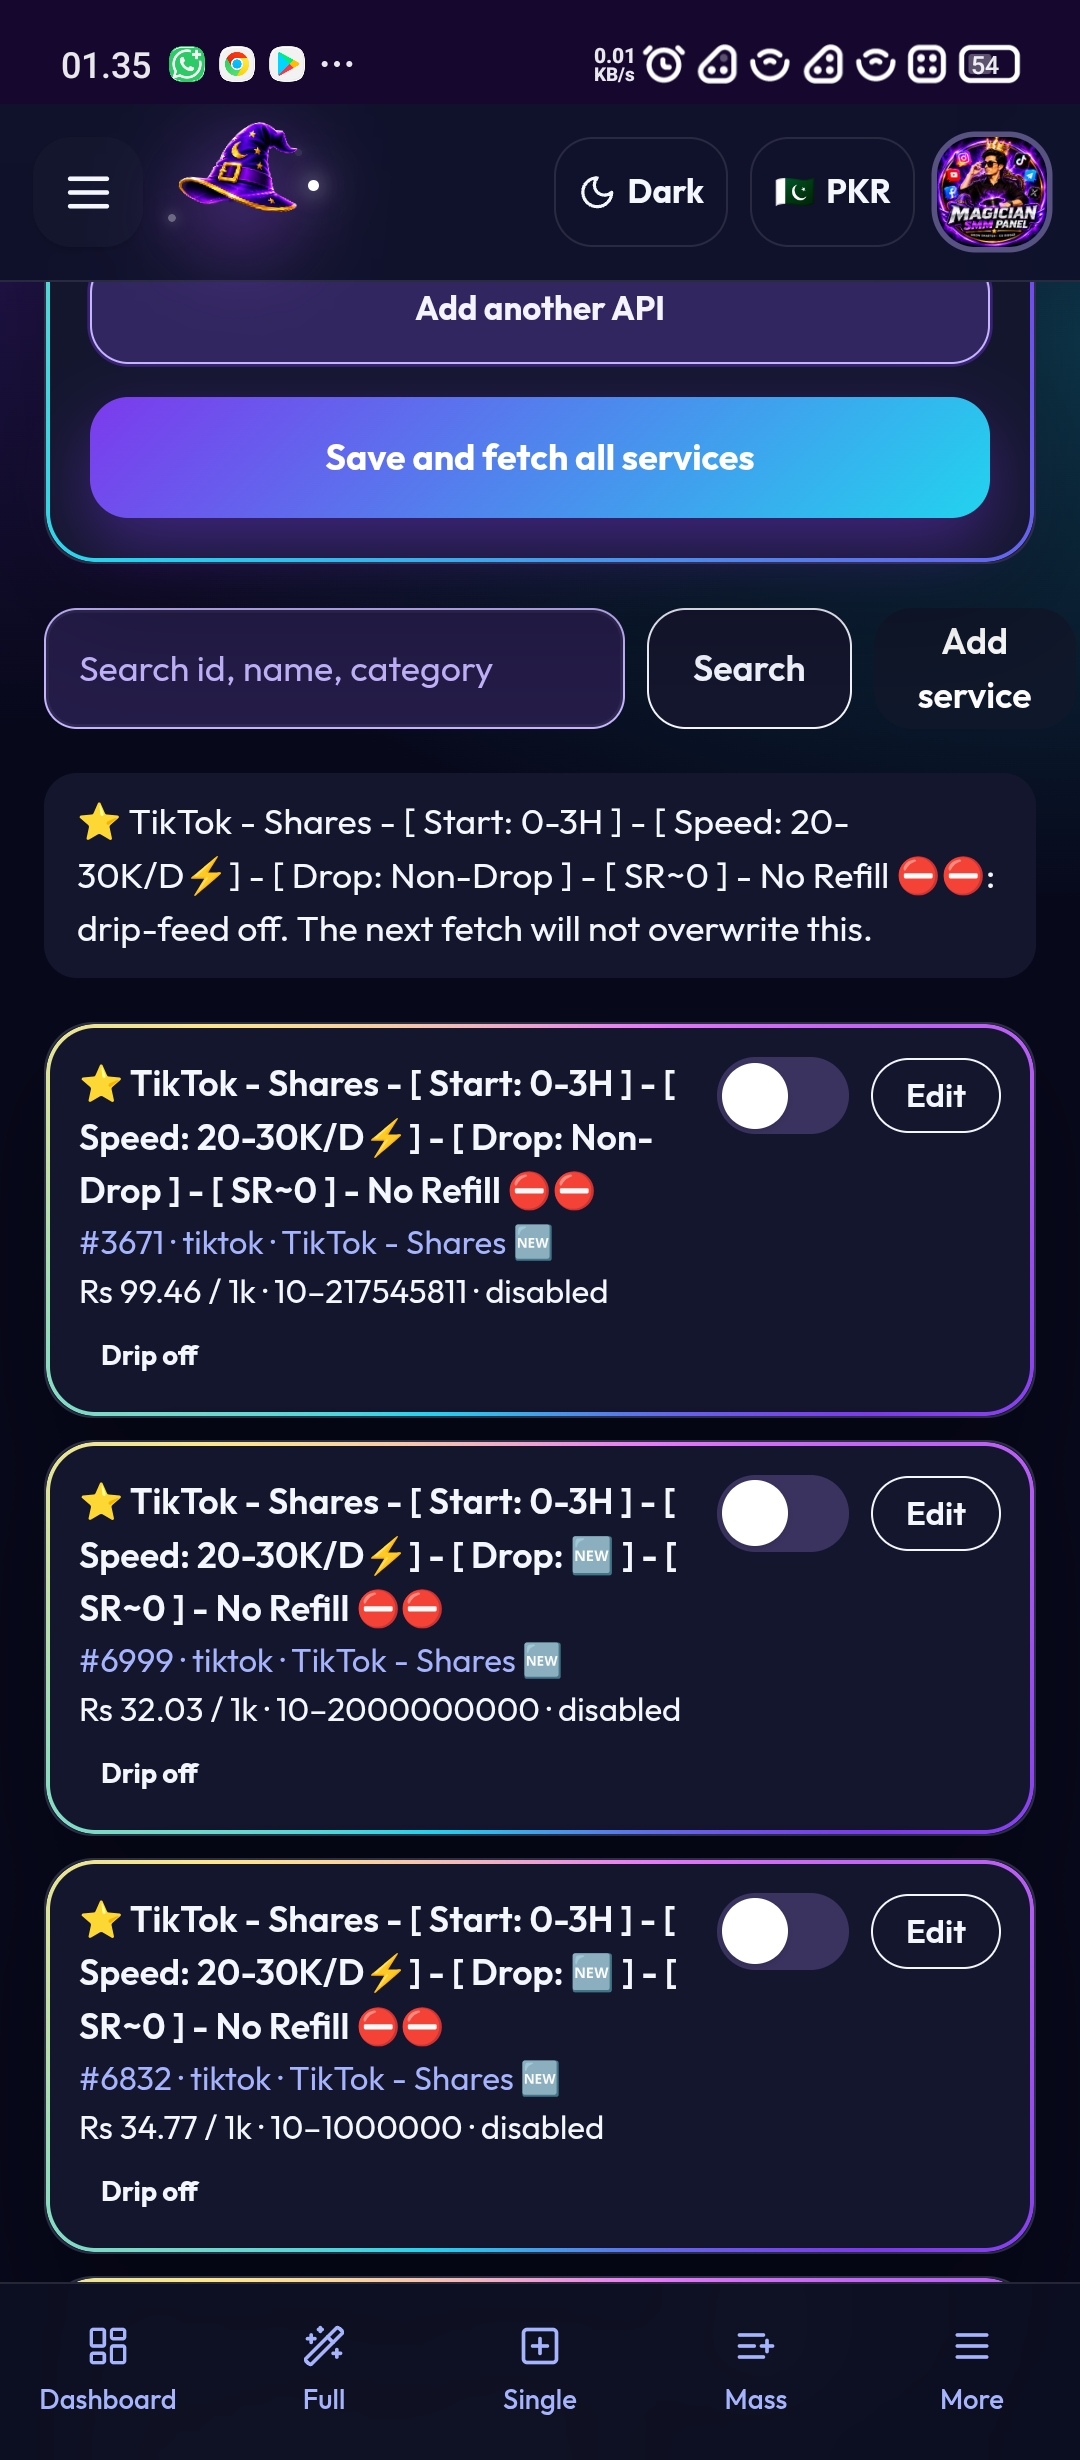 01.35
0.01
KB/s
54
Dark
PKR
MAGICIAN
SMM PANEL
Add another API
Save and fetch all services
Search id, name, category
Search
Add
service
⭐ TikTok - Shares - [ Start: 0-3H ] - [ Speed: 20-
30K/D⚡ ] - [ Drop: Non-Drop ] - [ SR~0 ] - No Refill ⛔⛔:
drip-feed off. The next fetch will not overwrite this.
⭐ TikTok - Shares - [ Start: 0-3H ] - [
Speed: 20-30K/D⚡ ] - [ Drop: Non-
Drop ] - [ SR~0 ] - No Refill ⛔⛔
#3671 · tiktok · TikTok - Shares 🆕
Rs 99.46 / 1k · 10–217545811 · disabled
Drip off
Edit
⭐ TikTok - Shares - [ Start: 0-3H ] - [
Speed: 20-30K/D⚡ ] - [ Drop: 🆕 ] - [
SR~0 ] - No Refill ⛔⛔
#6999 · tiktok · TikTok - Shares 🆕
Rs 32.03 / 1k · 10–2000000000 · disabled
Drip off
Edit
⭐ TikTok - Shares - [ Start: 0-3H ] - [
Speed: 20-30K/D⚡ ] - [ Drop: 🆕 ] - [
SR~0 ] - No Refill ⛔⛔
#6832 · tiktok · TikTok - Shares 🆕
Rs 34.77 / 1k · 10–1000000 · disabled
Drip off
Edit
Dashboard
Full
Single
Mass
More